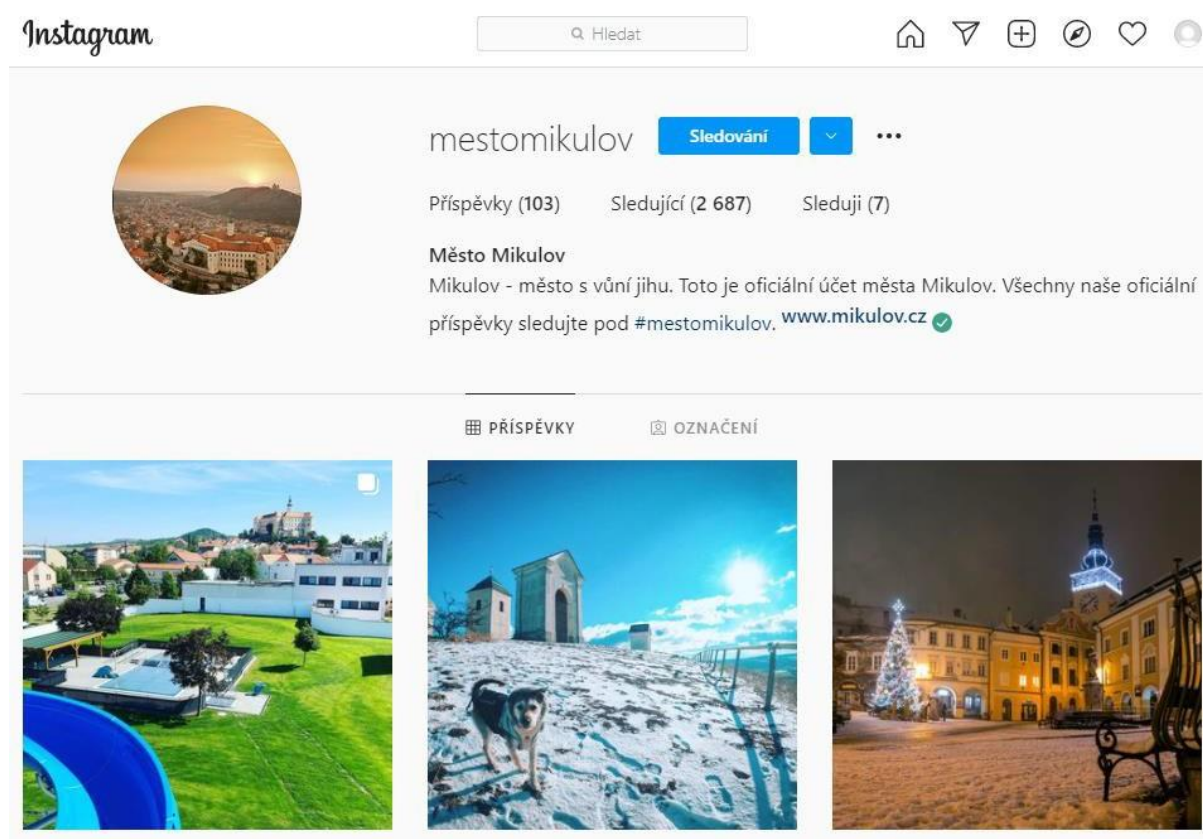 Instagram
Hledat
mestomikulov Sledování
Příspěvky (103) Sledující (2 687) Sleduji (7)
Město Mikulov
Mikulov - město s vůní jihu. Toto je oficiální účet města Mikulov. Všechny naše oficiální
příspěvky sledujte pod #mestomikulov. www.mikulov.cz
PŘÍSPĚVKY OZNAČENÍ